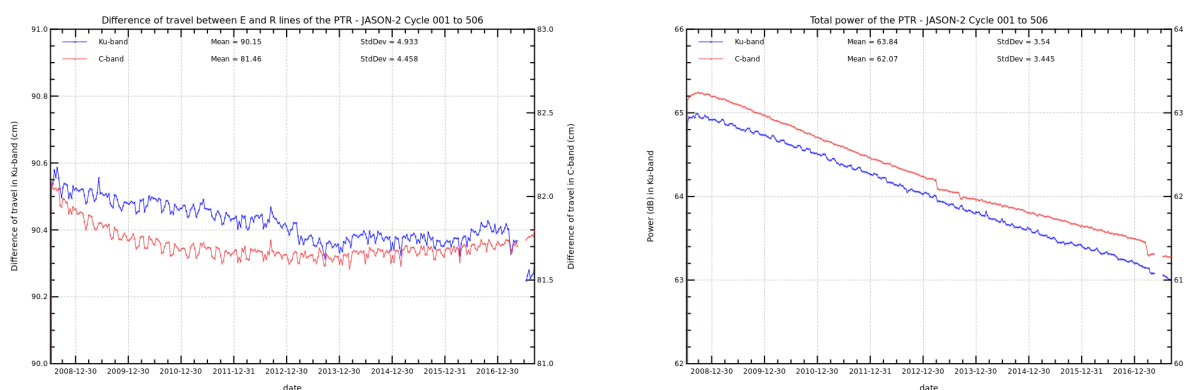 Difference of travel between E and R lines of the PTR - JASON-2 Cycle 001 to 506
91.0
90.8
90.6
90.4
90.2
90.0
Difference of travel in Ku-band (cm)
Ku-band Mean = 90.15 StdDev = 4.933
C-band Mean = 81.46 StdDev = 4.458
83.0
82.5
82.0
81.5
81.0
Difference of travel in C-band (cm)
2008-12-30 2009-12-30 2010-12-30 2011-12-31 2012-12-30 2013-12-30 2014-12-30 2015-12-31 2016-12-30
date
Total power of the PTR - JASON-2 Cycle 001 to 506
66
65
64
63
62
Power (dB) in Ku-band
Ku-band Mean = 63.84 StdDev = 3.54
C-band Mean = 62.07 StdDev = 3.445
64
63
62
61
60
2008-12-30 2009-12-30 2010-12-30 2011-12-31 2012-12-30 2013-12-30 2014-12-30 2015-12-31 2016-12-30
date